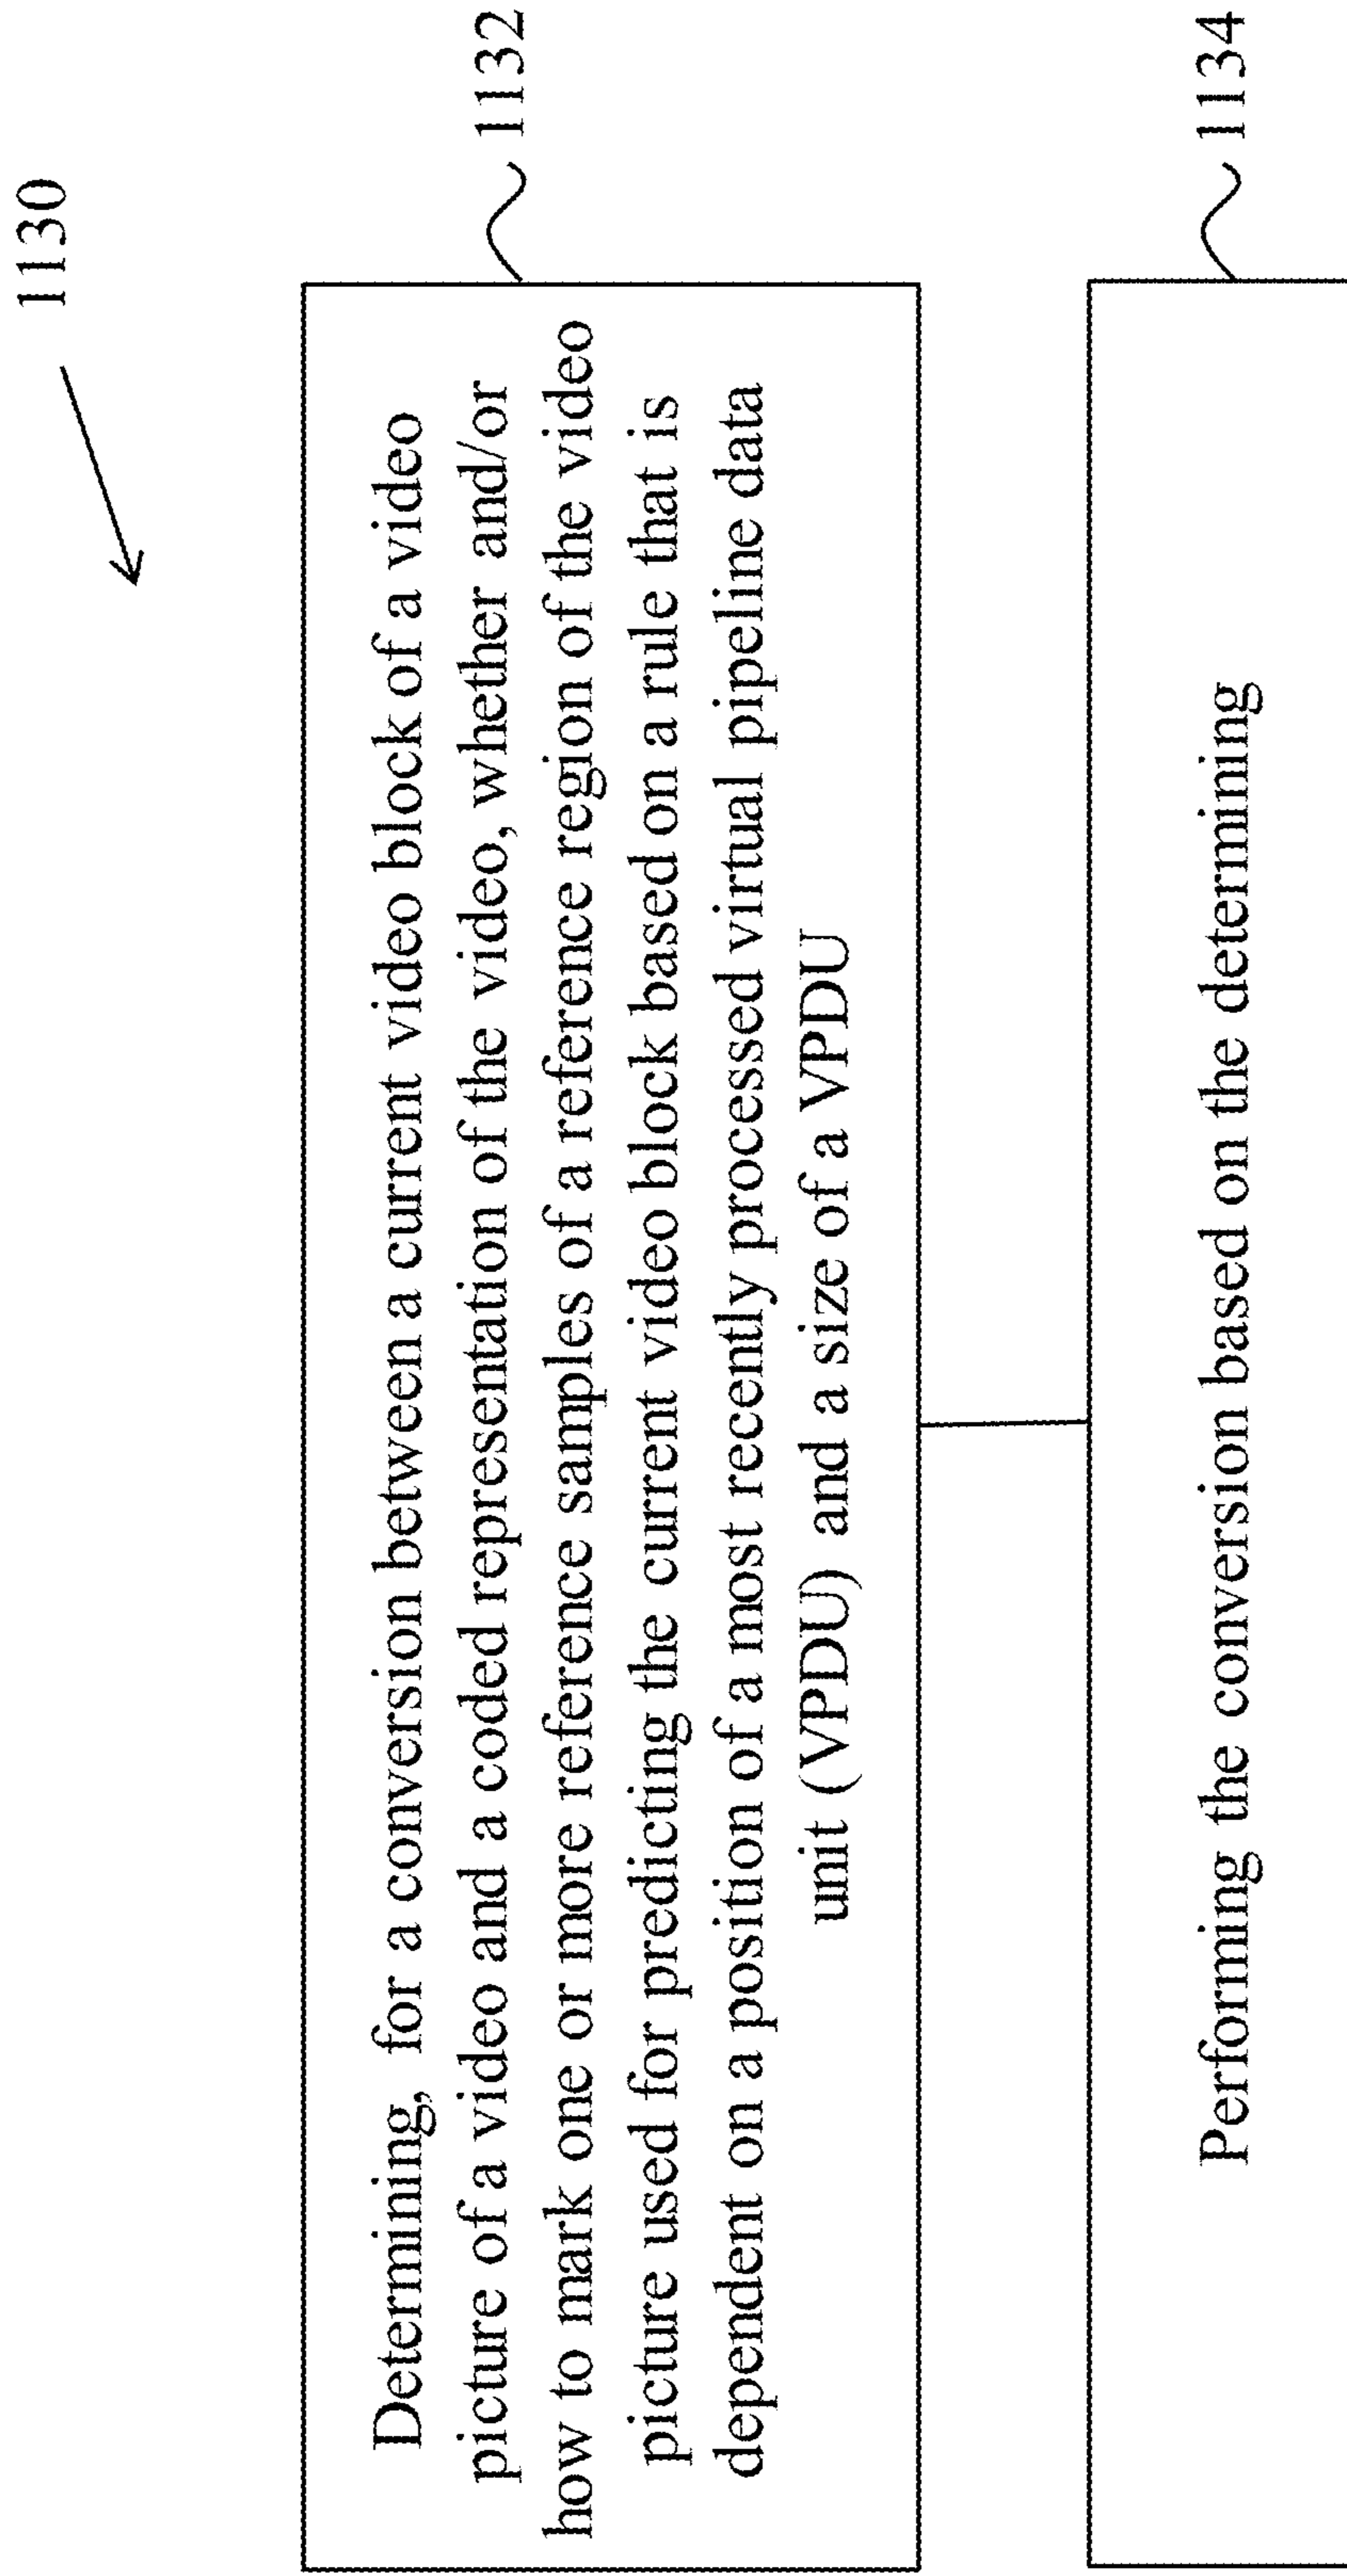 1130
Determining, for a conversion between a current video block of a video
picture of a video and a coded representation of the video, whether and/or
how to mark one or more reference samples of a reference region of the video
picture used for predicting the current video block based on a rule that is
dependent on a position of a most recently processed virtual pipeline data
unit (VPDU) and a size of a VPDU
1132
Performing the conversion based on the determining
1134